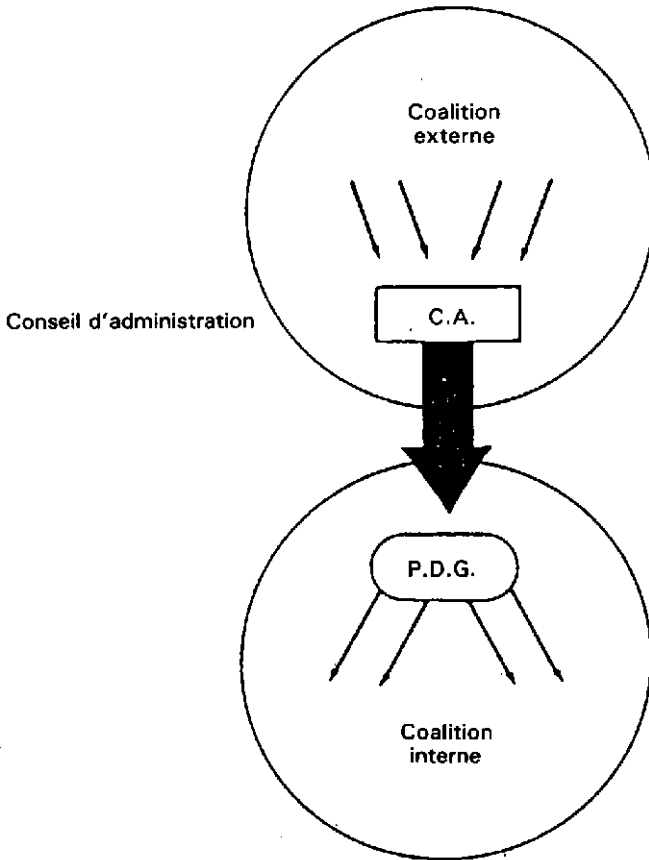 Coalition
externe
Conseil d'administration
C.A.
P.D.G.
Coalition
interne